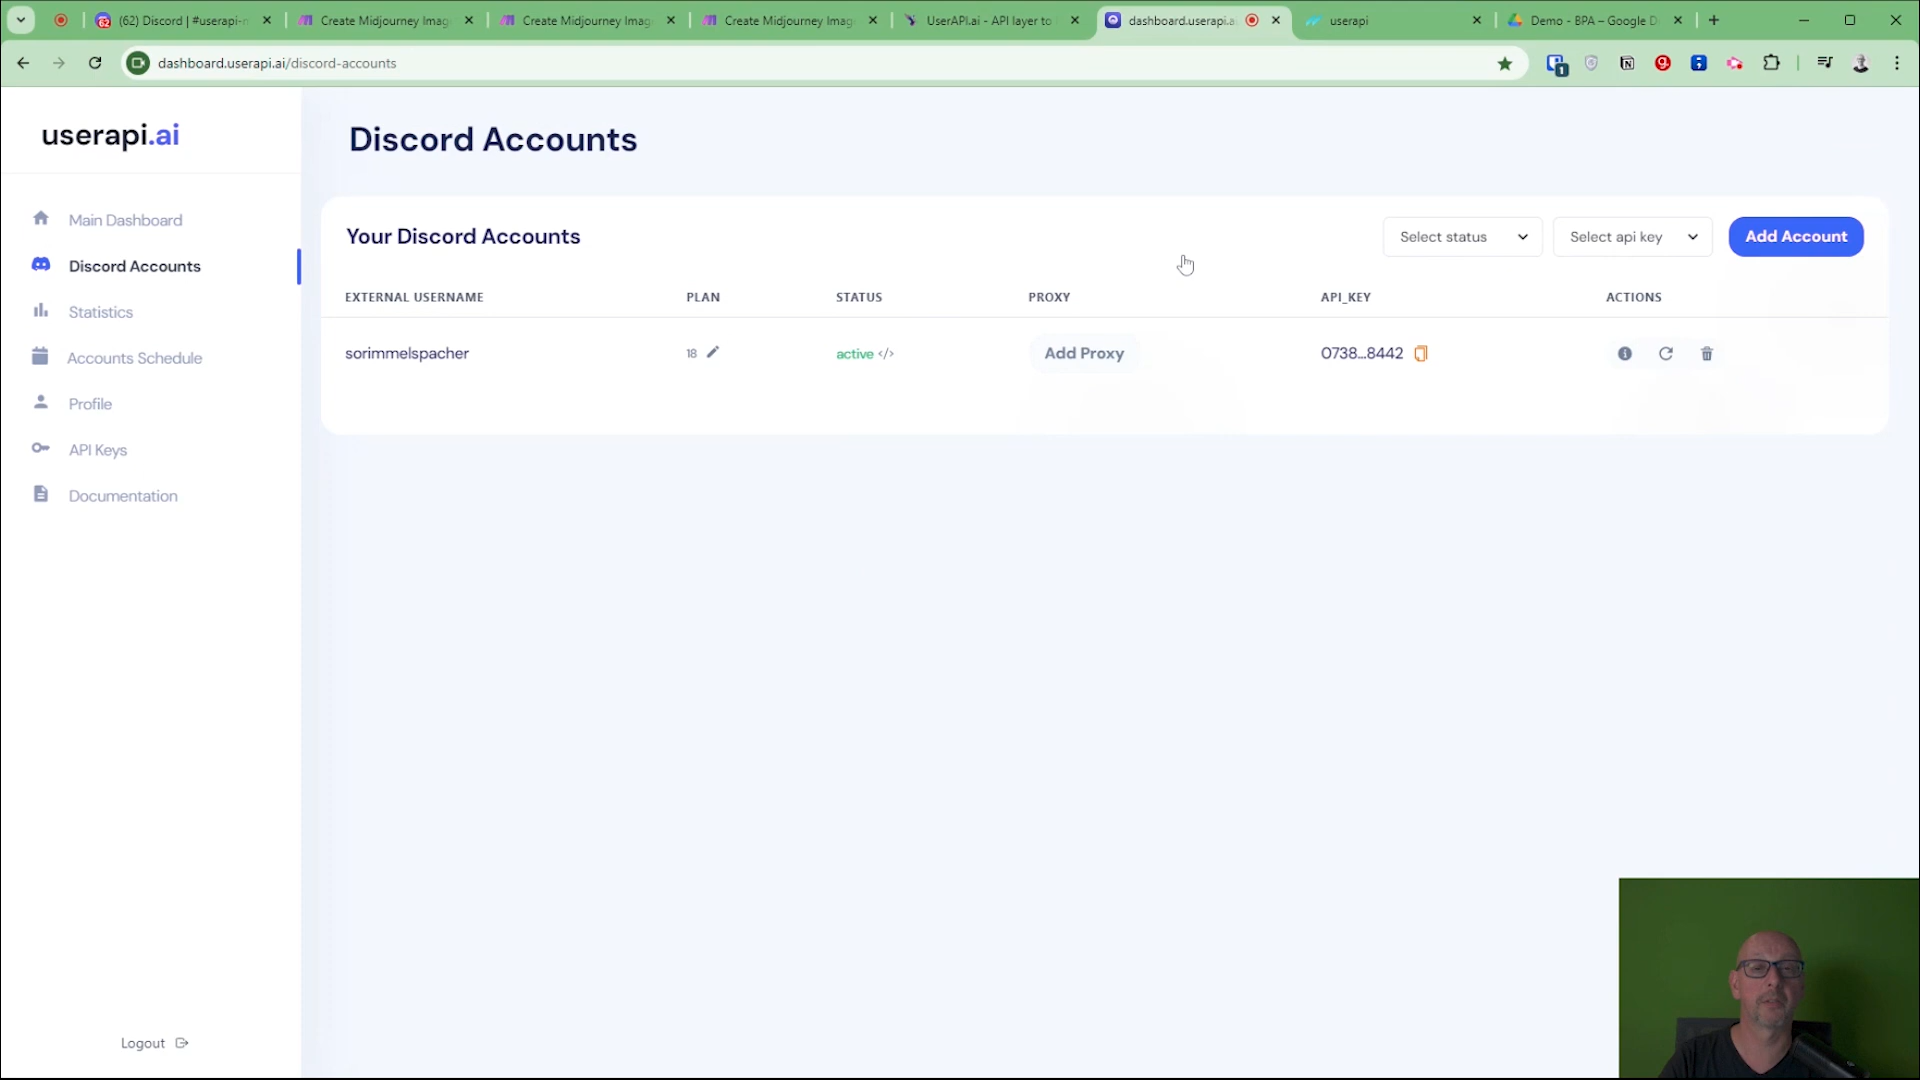 (62) Discord | #userapi-n
Create Midjourney Imag
Create Midjourney Imag
Create Midjourney Imag
UserAPI.ai - API layer to
dashboard.userapi.ai
userapi
Demo - BPA – Google D
dashboard.userapi.ai/discord-accounts
1
userapi.ai
Discord Accounts
Main Dashboard
Discord Accounts
Statistics
Accounts Schedule
Profile
API Keys
Documentation
Logout
Your Discord Accounts
Select status
Select api key
Add Account
EXTERNAL USERNAME PLAN STATUS PROXY API_KEY ACTIONS
sorimmelspacher 18 active </> Add Proxy 0738...8442